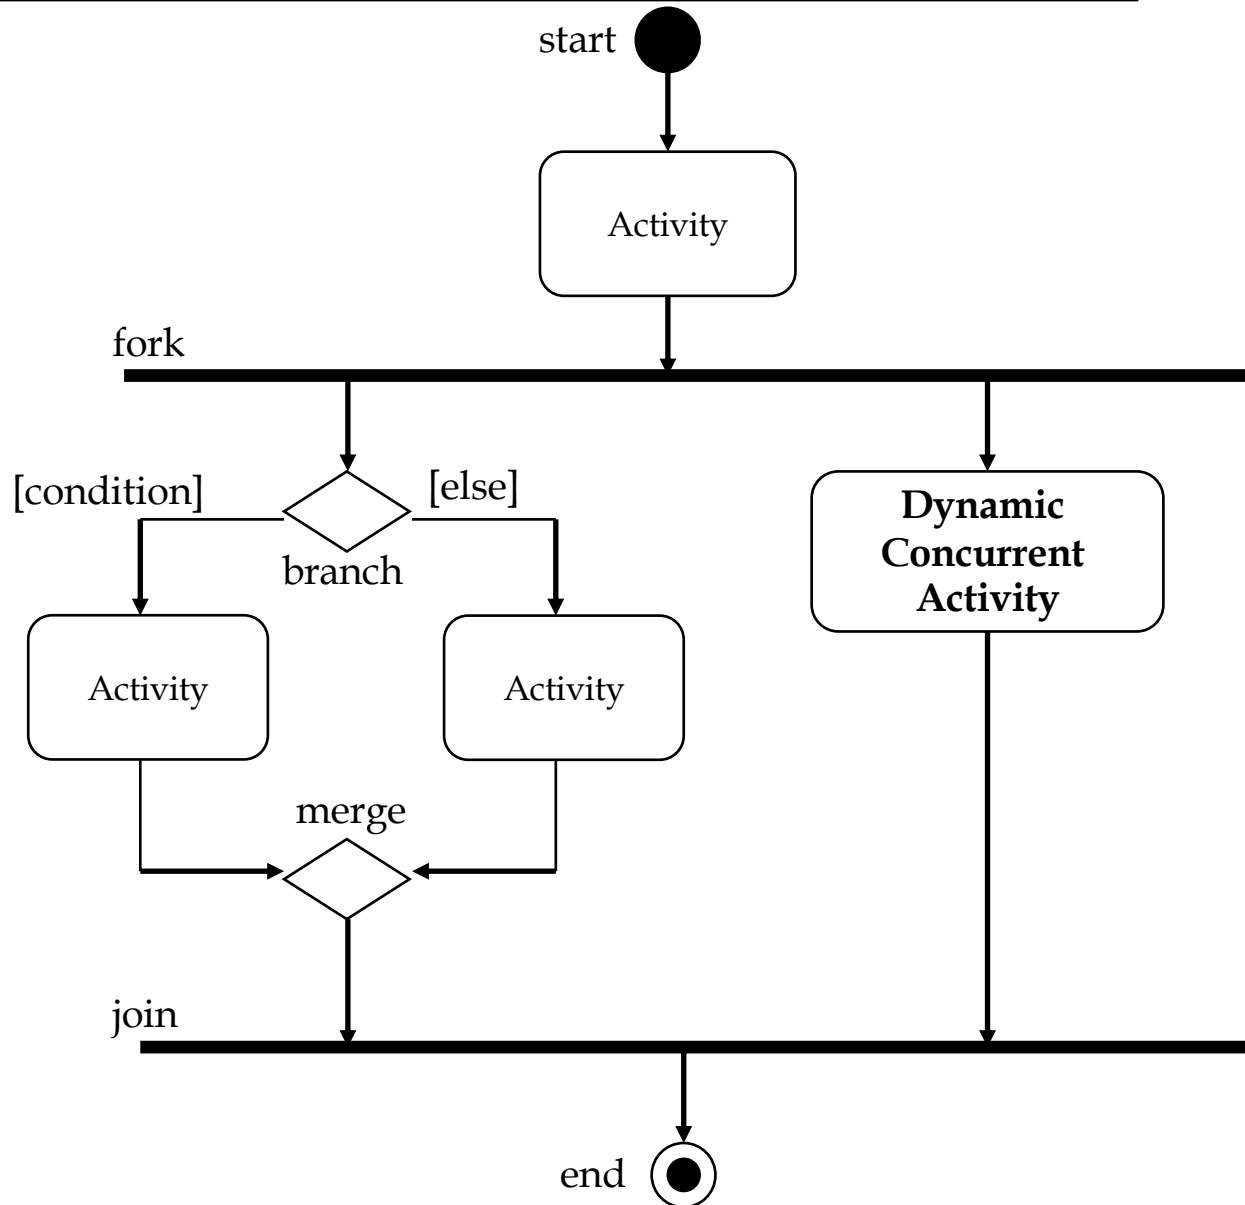 start
Activity
fork
[condition]
[else]
branch
Dynamic
Concurrent
Activity
Activity
Activity
merge
join
end